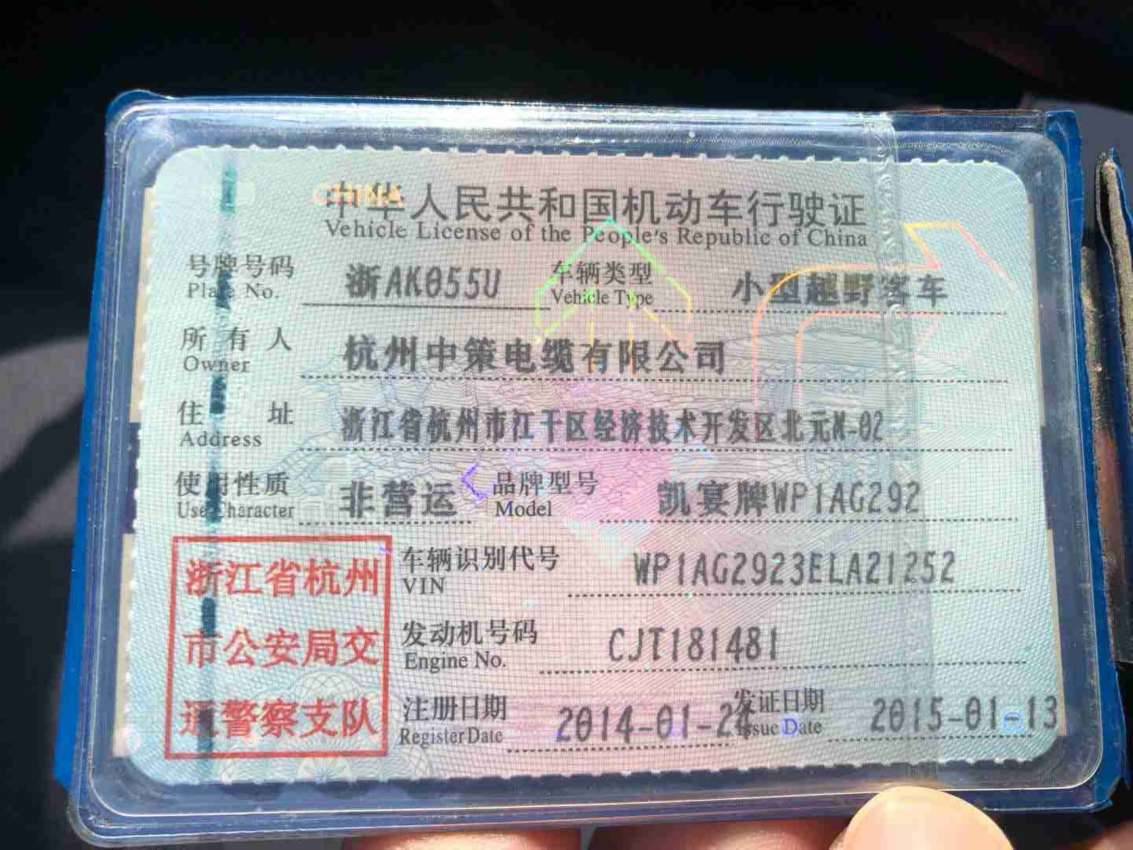 中华人民共和国机动车行驶证
Vehicle License of the People's Republic of China
号牌号码 浙AK055U 车辆类型 小型越野客车
Plate No. Vehicle Type
所有人 杭州中策电缆有限公司
Owner
住址 浙江省杭州市江干区经济技术开发区北元M-02
Address
使用性质 非营运 品牌型号 凯宴牌WP1AG292
Use Character Model
浙江省杭州
市公安局交
通警察支队
车辆识别代号 WP1AG2923ELA21252
VIN
发动机号码 CJT181481
Engine No.
注册日期 2014-01-24 发证日期 2015-01-13
Register Date Issue Date